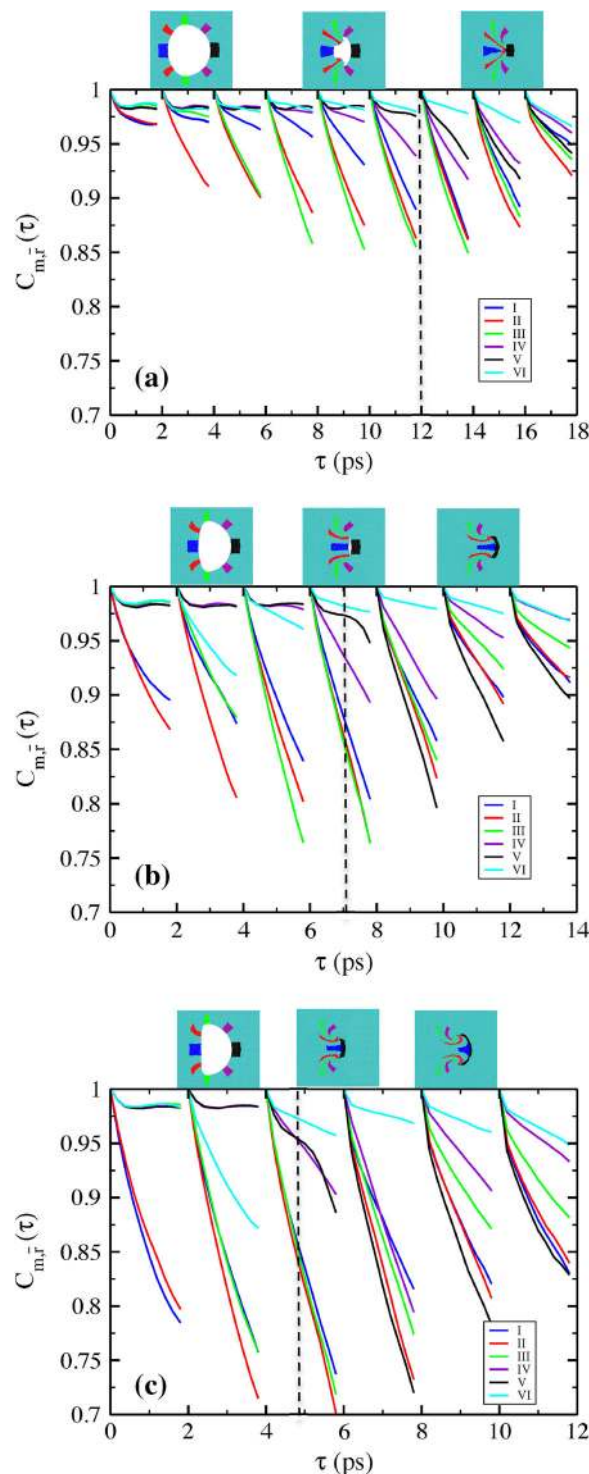 1
0.95
0.9
0.85
0.8
0.75
0.7
C_{m,r̄}(τ)
I
II
III
IV
V
VI
(a)
0 2 4 6 8 10 12 14 16 18
τ (ps)
1
0.95
0.9
0.85
0.8
0.75
0.7
C_{m,r̄}(τ)
I
II
III
IV
V
VI
(b)
0 2 4 6 8 10 12 14
τ (ps)
1
0.95
0.9
0.85
0.8
0.75
0.7
C_{m,r̄}(τ)
I
II
III
IV
V
VI
(c)
0 2 4 6 8 10 12
τ (ps)